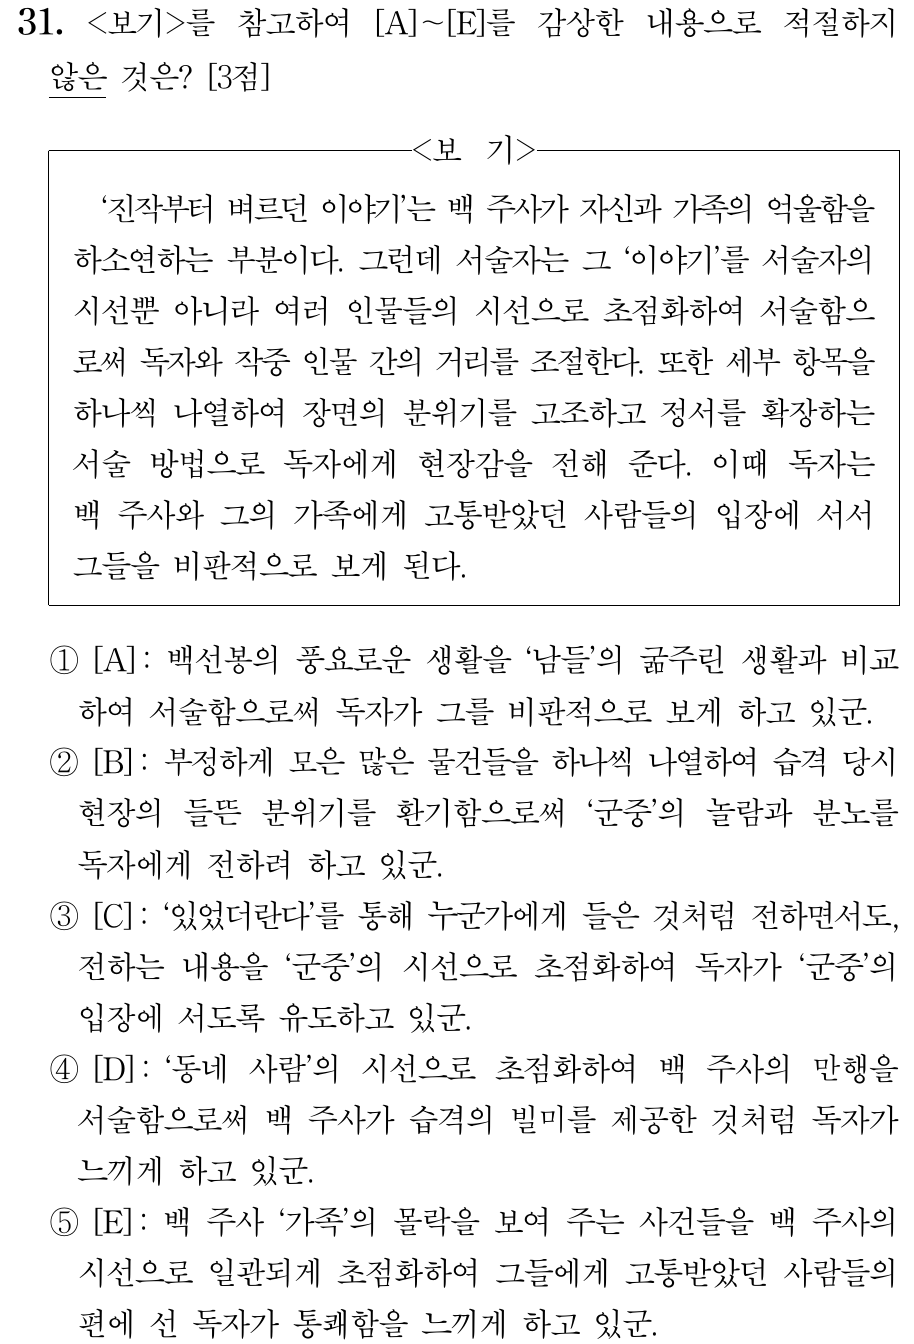 31. <보기>를 참고하여 [A]~[E]를 감상한 내용으로 적절하지
않은 것은? [3점]
<보 기>
‘진작부터 벼르던 이야기’는 백 주사가 자신과 가족의 억울함을
하소연하는 부분이다. 그런데 서술자는 그 ‘이야기’를 서술자의
시선뿐 아니라 여러 인물들의 시선으로 초점화하여 서술함으
로써 독자와 작중 인물 간의 거리를 조절한다. 또한 세부 항목을
하나씩 나열하여 장면의 분위기를 고조하고 정서를 확장하는
서술 방법으로 독자에게 현장감을 전해 준다. 이때 독자는
백 주사와 그의 가족에게 고통받았던 사람들의 입장에 서서
그들을 비판적으로 보게 된다.
① [A]: 백선봉의 풍요로운 생활을 ‘남들’의 굶주린 생활과 비교
하여 서술함으로써 독자가 그를 비판적으로 보게 하고 있군.
② [B]: 부정하게 모은 많은 물건들을 하나씩 나열하여 습격 당시
현장의 들뜬 분위기를 환기함으로써 ‘군중’의 놀람과 분노를
독자에게 전하려 하고 있군.
③ [C]: ‘있었더란다’를 통해 누군가에게 들은 것처럼 전하면서도,
전하는 내용을 ‘군중’의 시선으로 초점화하여 독자가 ‘군중’의
입장에 서도록 유도하고 있군.
④ [D]: ‘동네 사람’의 시선으로 초점화하여 백 주사의 만행을
서술함으로써 백 주사가 습격의 빌미를 제공한 것처럼 독자가
느끼게 하고 있군.
⑤ [E]: 백 주사 ‘가족’의 몰락을 보여 주는 사건들을 백 주사의
시선으로 일관되게 초점화하여 그들에게 고통받았던 사람들의
편에 선 독자가 통쾌함을 느끼게 하고 있군.